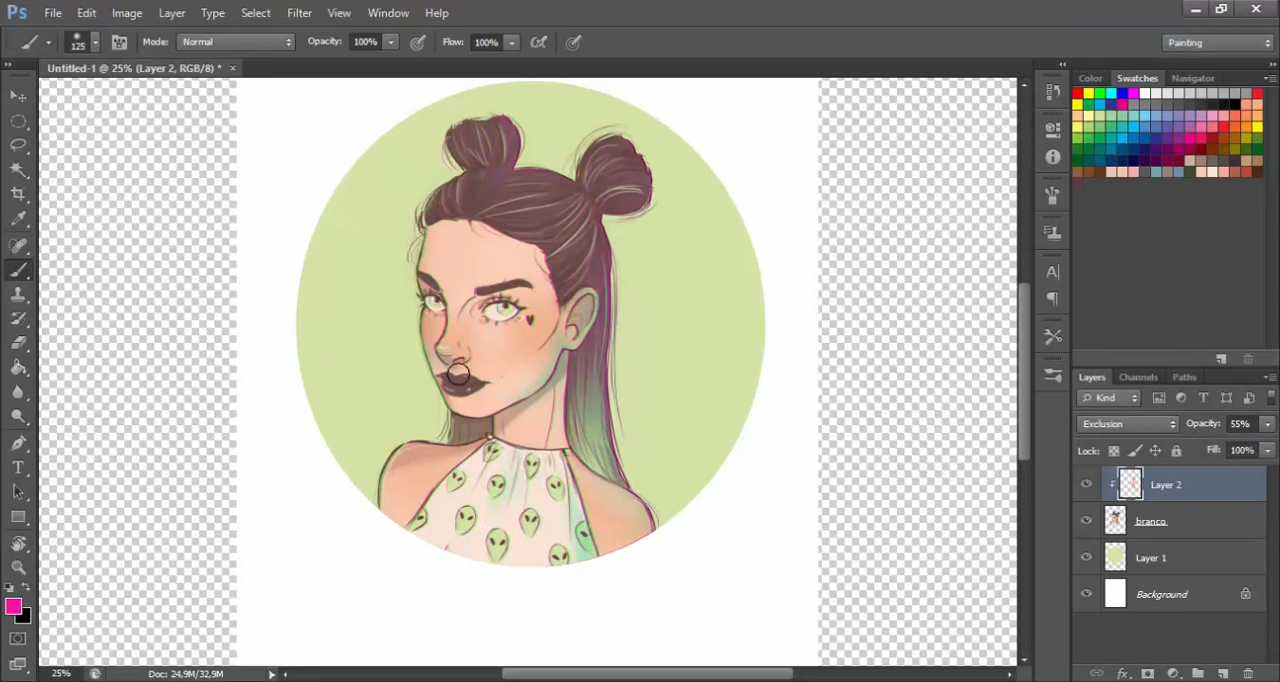 Ps File Edit Image Layer Type Select Filter View Window Help
125 Mode: Normal Opacity: 100% Flow: 100% Painting
Untitled-1 @ 25% (Layer 2, RGB/8) * ×
Color Swatches Navigator
Layers Channels Paths
Kind
Exclusion Opacity: 55%
Lock: Fill: 100%
Layer 2
branco
Layer 1
Background
25% Doc: 24,9M/32,9M